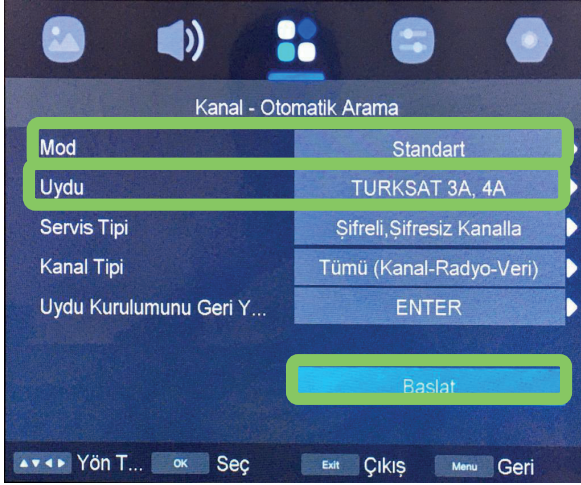 Kanal - Otomatik Arama
Mod Standart
Uydu TURKSAT 3A, 4A
Servis Tipi Şifreli,Şifresiz Kanalla
Kanal Tipi Tümü (Kanal-Radyo-Veri)
Uydu Kurulumunu Geri Y... ENTER
Başlat
Yön T... OK Seç Exit Çıkış Menu Geri